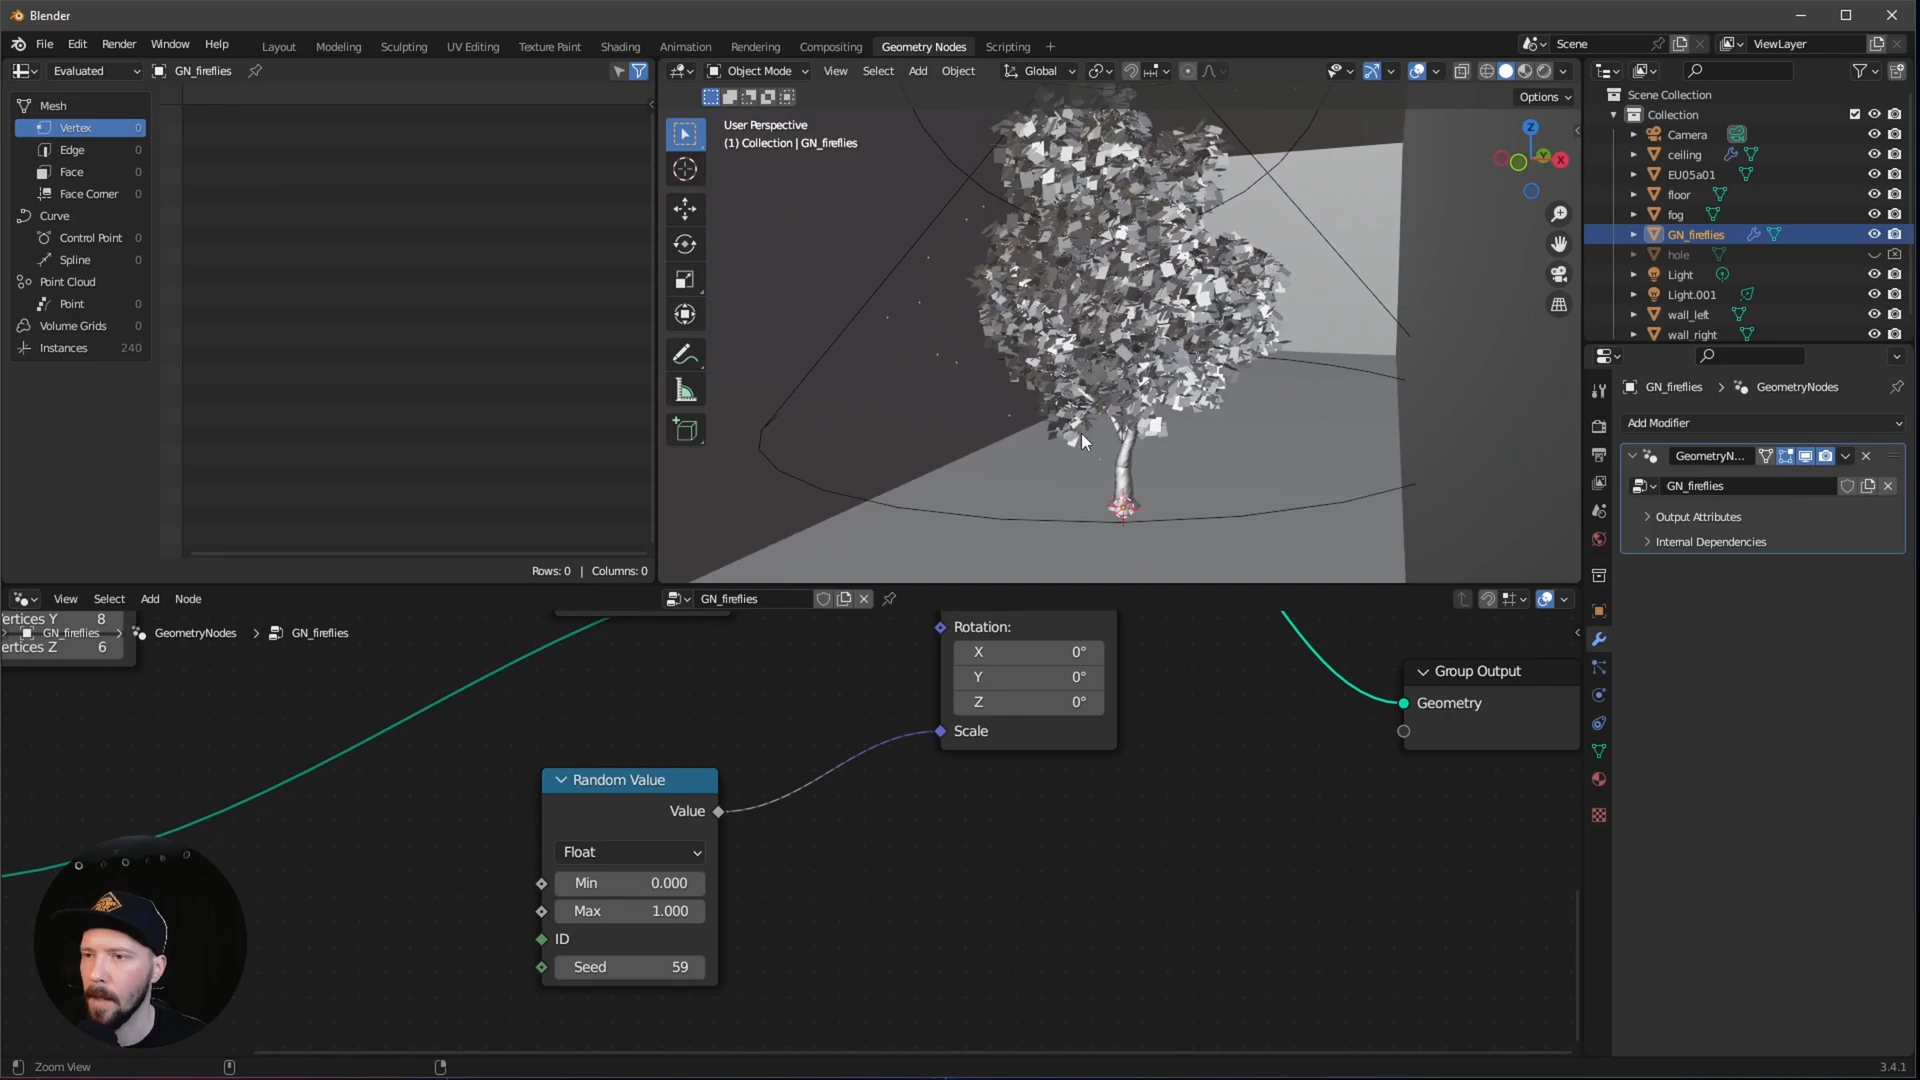 Blender
File Edit Render Window Help
Layout Modeling Sculpting UV Editing Texture Paint Shading Animation Rendering Compositing Geometry Nodes Scripting +
Scene
ViewLayer
Evaluated
GN_fireflies
Object Mode
View Select Add Object
Global
Options
Mesh
Vertex 0
Edge 0
Face 0
Face Corner 0
Curve
Control Point 0
Spline 0
Point Cloud
Point 0
Volume Grids 0
Instances 240
Rows: 0 | Columns: 0
User Perspective
(1) Collection | GN_fireflies
Z
Y
X
Scene Collection
Collection
Camera
ceiling
EU05a01
floor
fog
GN_fireflies
hole
Light
Light.001
wall_left
wall_right
GN_fireflies > GeometryNodes
Add Modifier
GeometryN...
GN_fireflies
Output Attributes
Internal Dependencies
View Select Add Node
GN_fireflies
ertices Y 8
GN_fireflies > GeometryNodes > GN_fireflies
ertices Z 6
Rotation:
X 0°
Y 0°
Z 0°
Scale
Group Output
Geometry
Random Value
Value
Float
Min 0.000
Max 1.000
ID
Seed 59
Zoom View
3.4.1